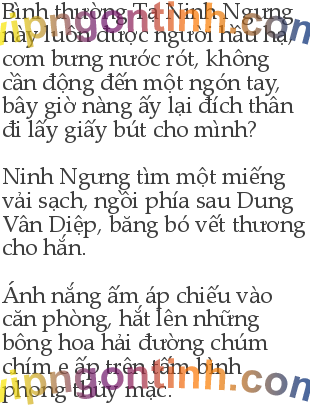 Bình thường Tạ Ninh Ngưng
này luôn được người hầu hạ,
cơm bưng nước rót, không
cần động đến một ngón tay,
bây giờ nàng ấy lại đích thân
đi lấy giấy bút cho mình?
Ninh Ngưng tìm một miếng
vải sạch, ngồi phía sau Dung
Vân Diệp, băng bó vết thương
cho hắn.
Ánh nắng ấm áp chiếu vào
căn phòng, hắt lên những
bông hoa hải đường chúm
chím e ấp trên tấm bình
phong thủy mặc.
vipngontinh.com
vipngontinh.com